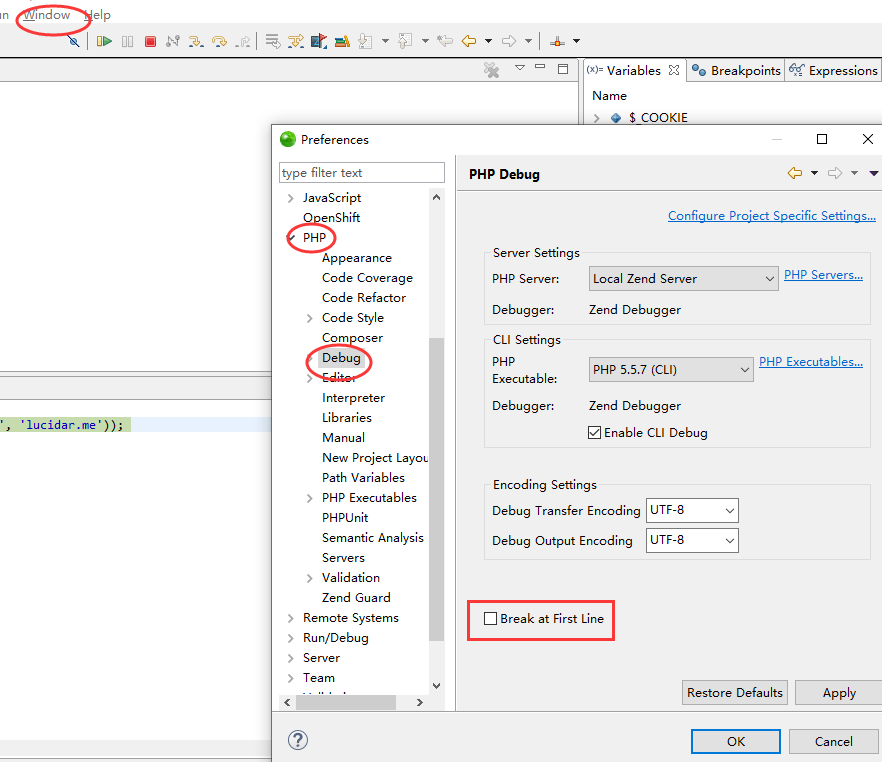 Window Help
Variables Breakpoints Expressions
Name
$_COOKIE
Preferences
type filter text
JavaScript
OpenShift
PHP
Appearance
Code Coverage
Code Refactor
Code Style
Composer
Debug
Editor
Interpreter
Libraries
Manual
New Project Layou
Path Variables
PHP Executables
PHPUnit
Semantic Analysis
Servers
Validation
Zend Guard
Remote Systems
Run/Debug
Server
Team
PHP Debug
Configure Project Specific Settings...
Server Settings
PHP Server: Local Zend Server PHP Servers...
Debugger: Zend Debugger
CLI Settings
PHP
Executable: PHP 5.5.7 (CLI) PHP Executables...
Debugger: Zend Debugger
Enable CLI Debug
Encoding Settings
Debug Transfer Encoding UTF-8
Debug Output Encoding UTF-8
Break at First Line
Restore Defaults Apply
OK Cancel
', 'lucidar.me'));